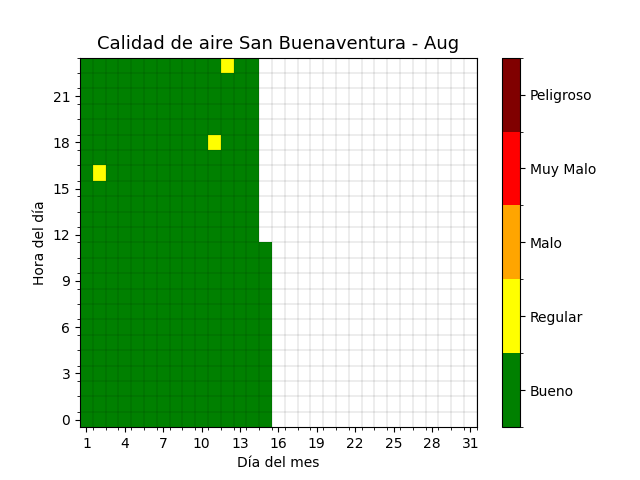 Calidad de aire San Buenaventura - Aug
Hora del día
21
18
15
12
9
6
3
0
1 4 7 10 13 16 19 22 25 28 31
Día del mes
Peligroso
Muy Malo
Malo
Regular
Bueno